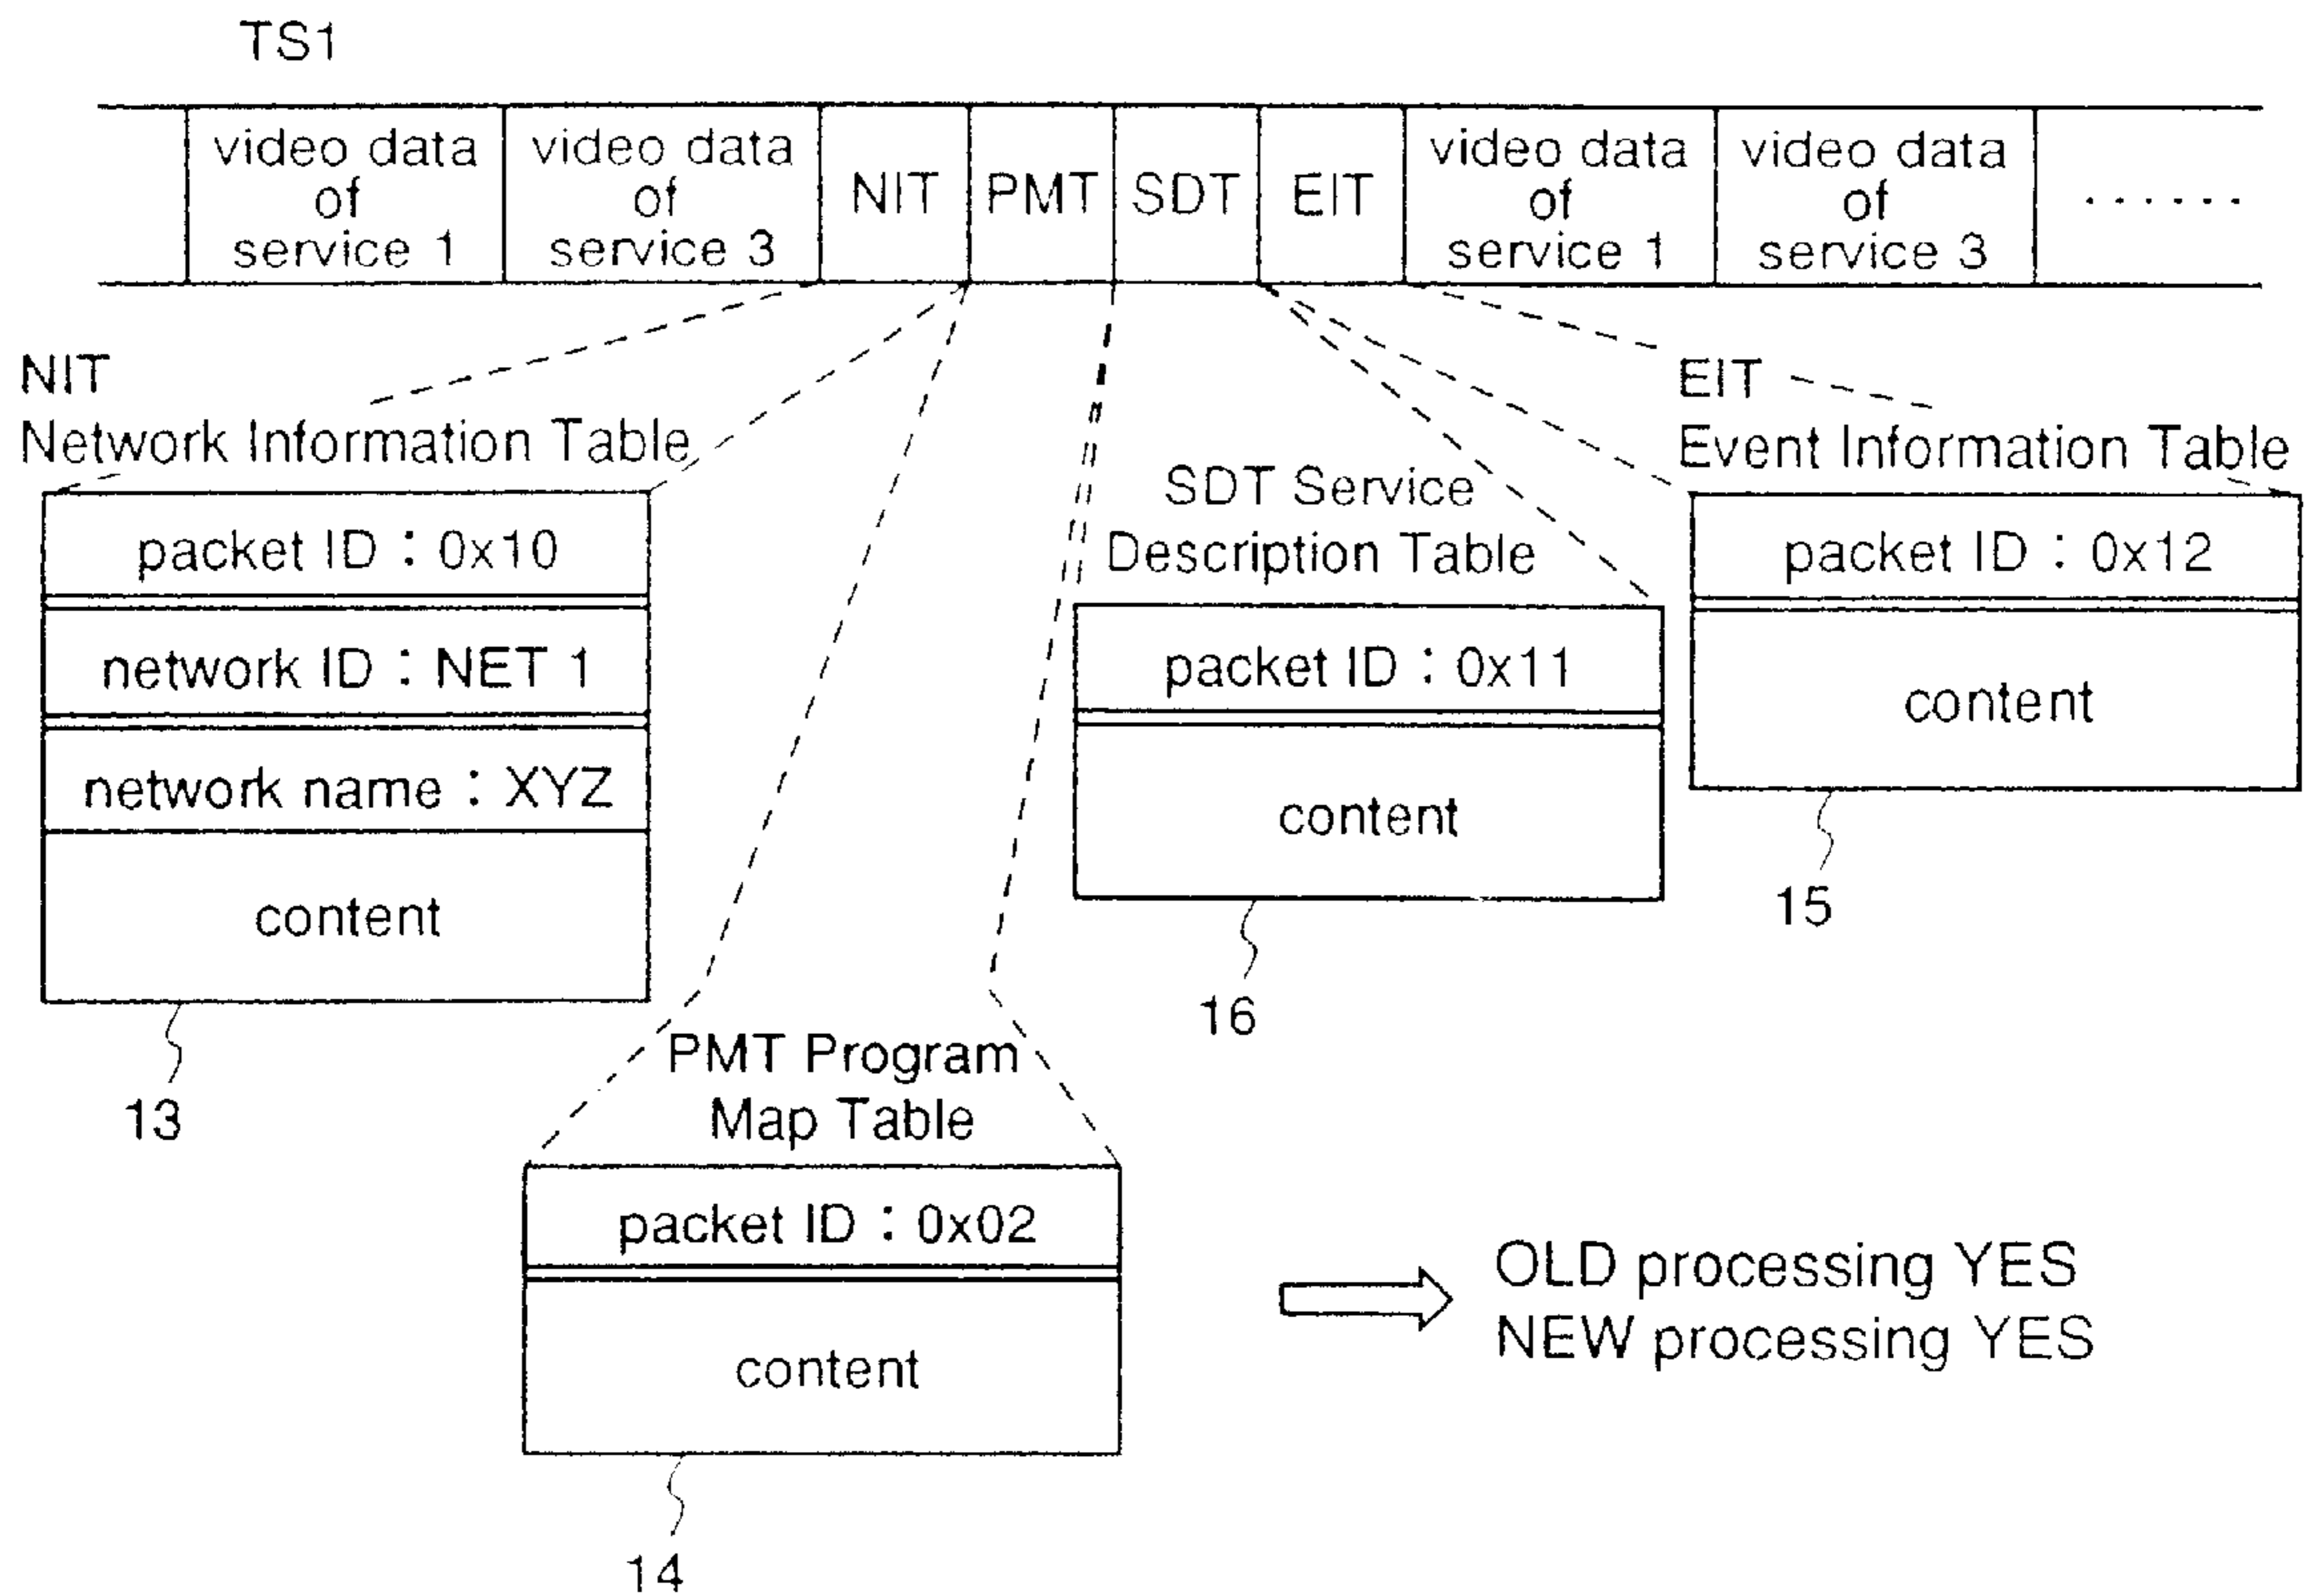 TS1
video data
of
service 1
video data
of
service 3
NIT
PMT
SDT
EIT
video data
of
service 1
video data
of
service 3
......
NIT
Network Information Table
packet ID : 0x10
network ID : NET 1
network name : XYZ
content
13
PMT Program
Map Table
packet ID : 0x02
content
14
SDT Service
Description Table
packet ID : 0x11
content
16
EIT
Event Information Table
packet ID : 0x12
content
15
OLD processing YES
NEW processing YES